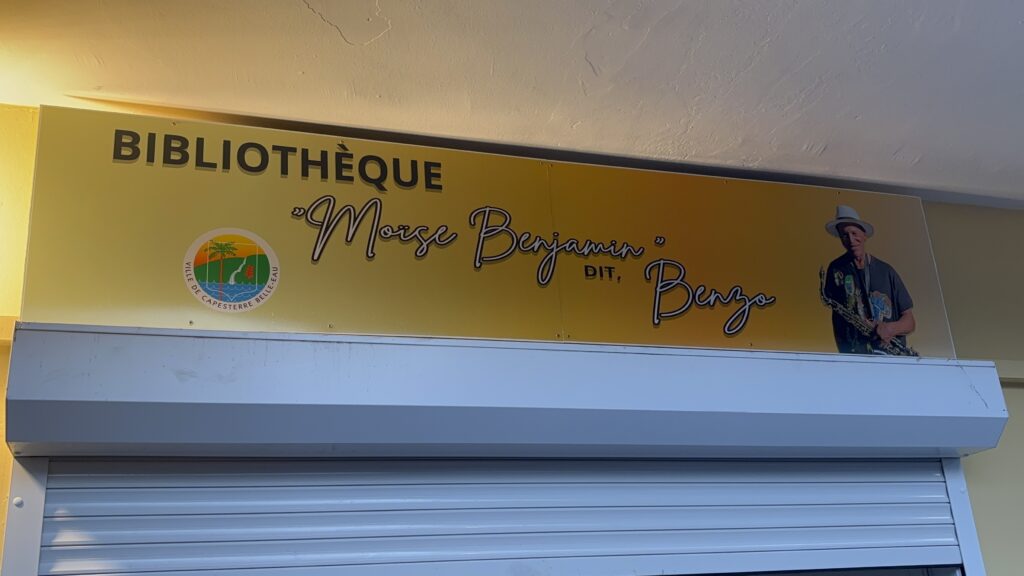 BIBLIOTHÈQUE
"Moïse Benjamin"
DIT, Benzo
VILLE DE CAPESTERRE BELLE-EAU